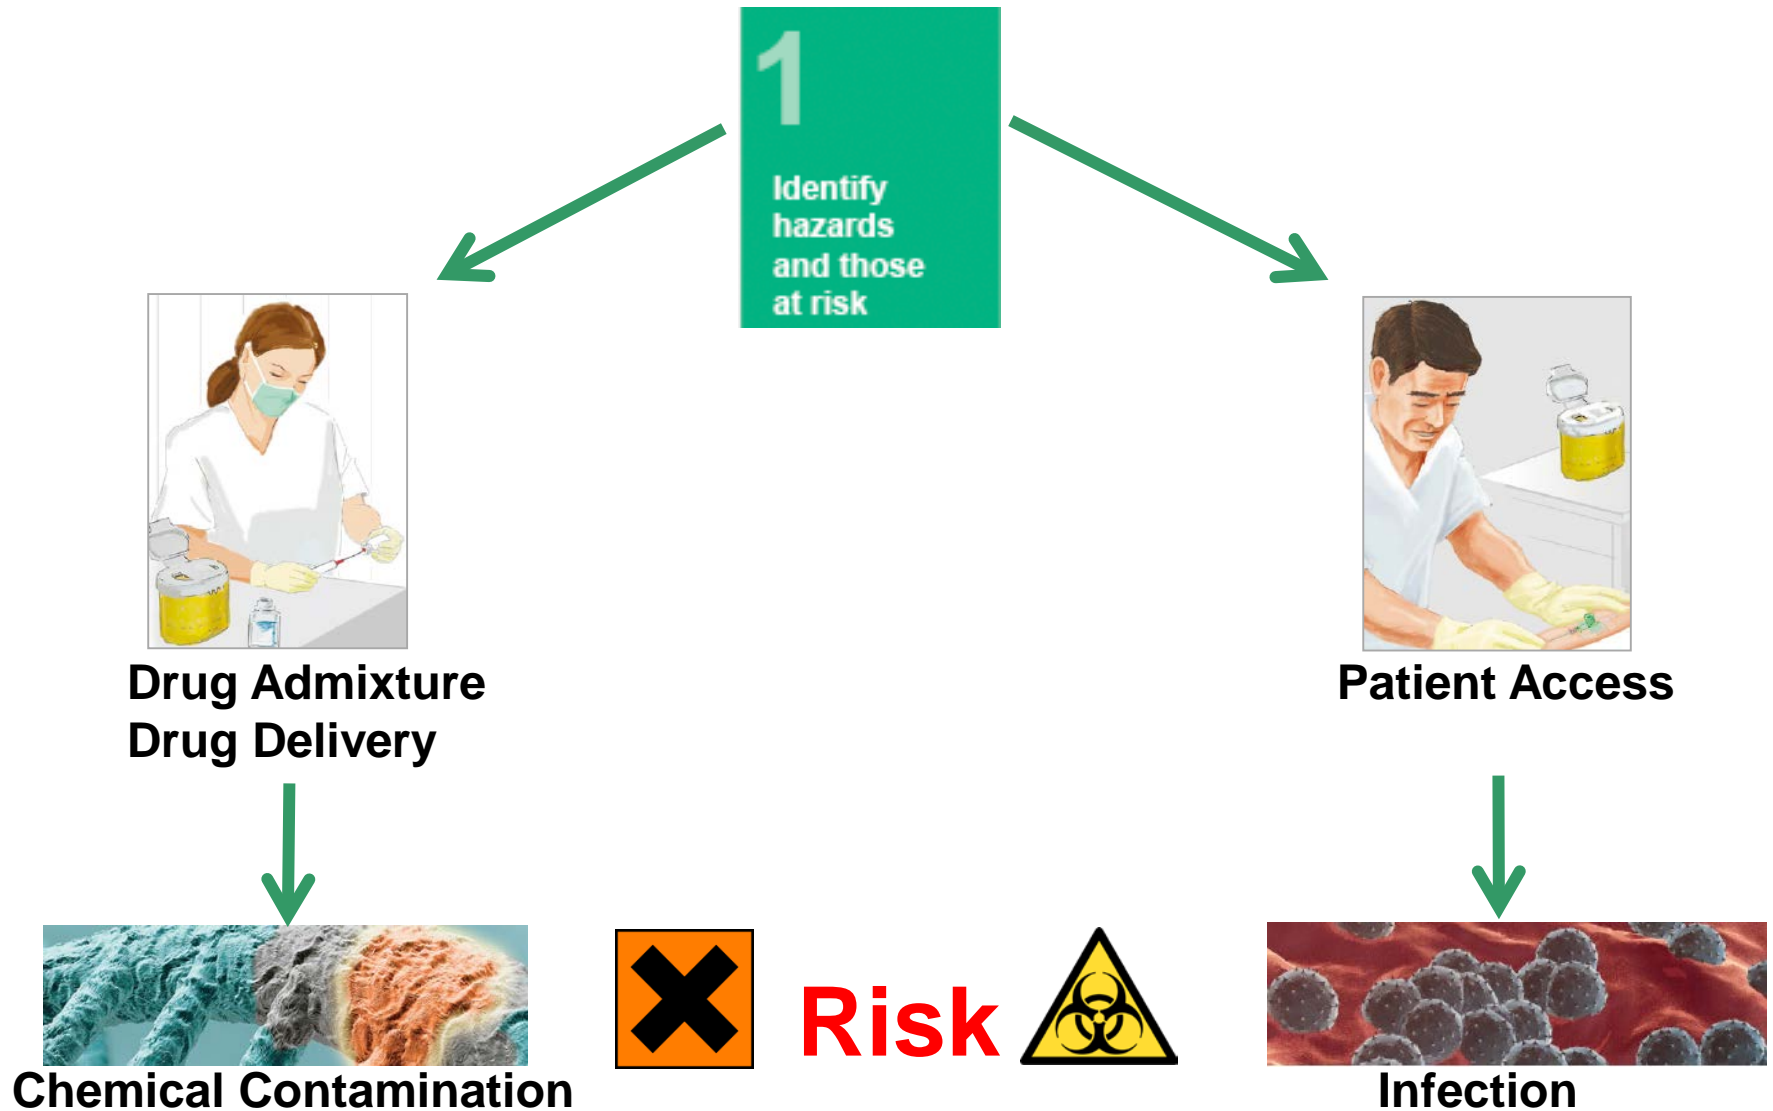 1
Identify
hazards
and those
at risk
Drug Admixture
Drug Delivery
Patient Access
Risk
Chemical Contamination
Infection